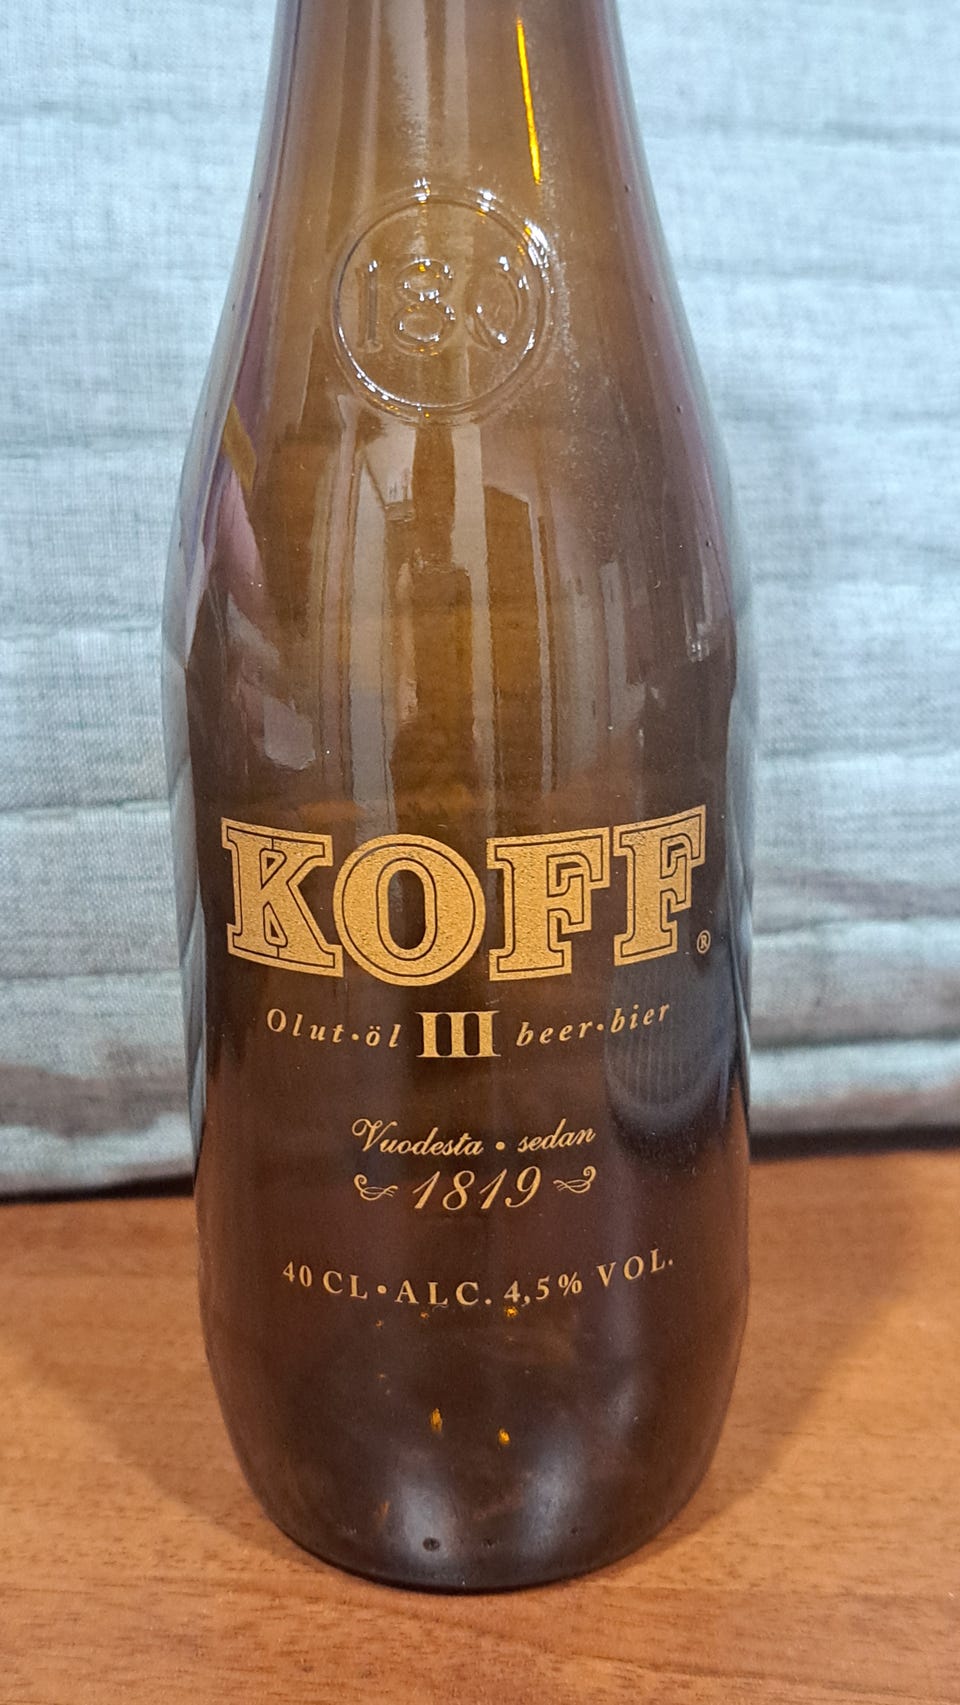 180
KOFF®
Olut•öl III beer•bier
Vuodesta • sedan
1819
40 CL•ALC. 4,5% VOL.